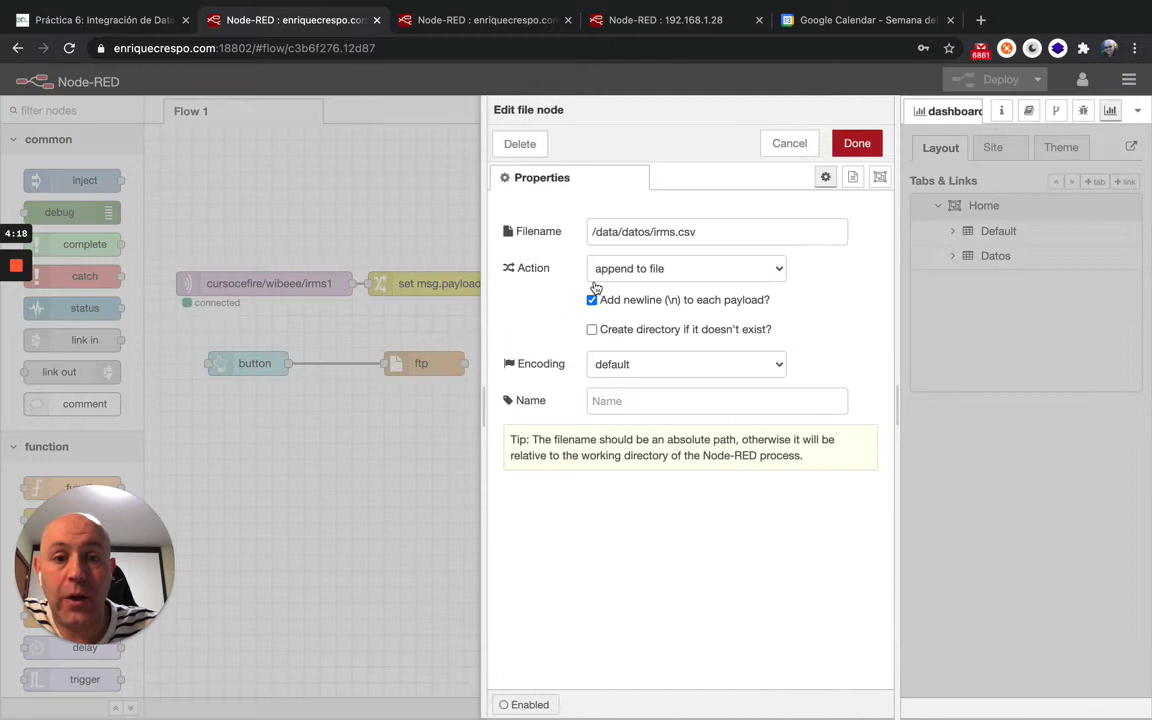 Práctica 6: Integración de Dato
Node-RED : enriquecrespo.com
Node-RED : enriquecrespo.com
Node-RED : 192.168.1.28
Google Calendar - Semana del
enriquecrespo.com:18802/#flow/c3b6f276.12d87
6861
Node-RED
Deploy
filter nodes
Flow 1
Edit file node
dashboard
common
Delete
Cancel
Done
Layout
Site
Theme
inject
Properties
Tabs & Links
tab
link
debug
Home
4:18
Filename
/data/datos/irms.csv
Default
complete
Datos
catch
cursocefire/wibeee/irms1
set msg.payload
Action
append to file
connected
Add newline (\n) to each payload?
status
Create directory if it doesn't exist?
link in
button
ftp
Encoding
default
link out
comment
Name
Name
function
Tip: The filename should be an absolute path, otherwise it will be
relative to the working directory of the Node-RED process.
delay
trigger
Enabled